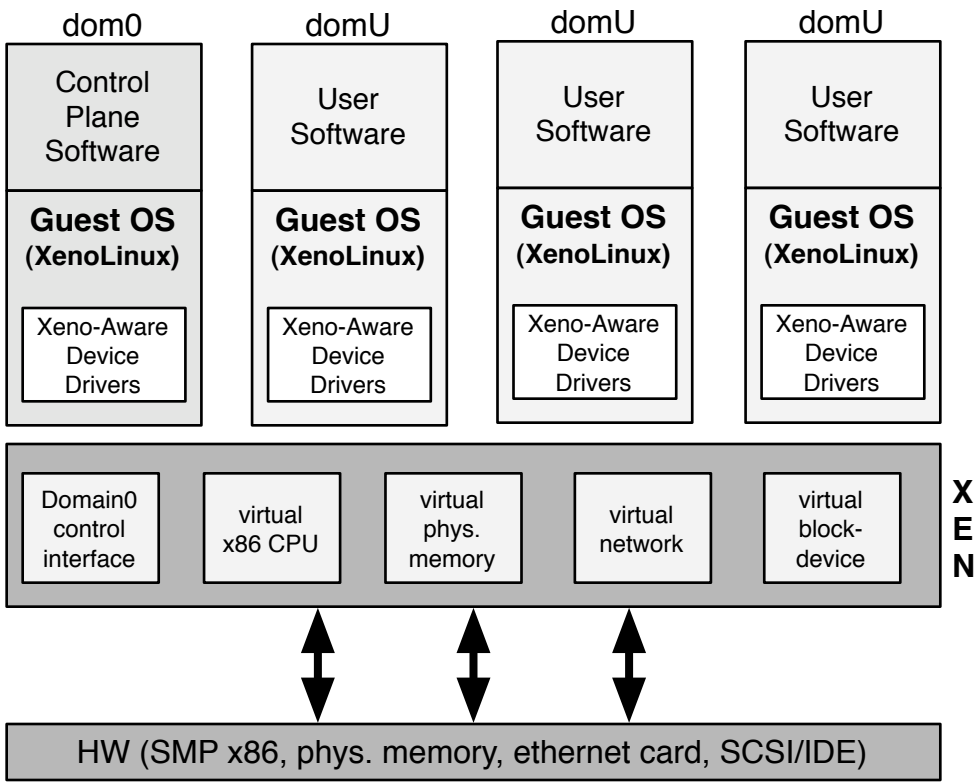 dom0
domU
domU
domU
Control
Plane
Software
User
Software
User
Software
User
Software
Guest OS
(XenoLinux)
Guest OS
(XenoLinux)
Guest OS
(XenoLinux)
Guest OS
(XenoLinux)
Xeno-Aware
Device
Drivers
Xeno-Aware
Device
Drivers
Xeno-Aware
Device
Drivers
Xeno-Aware
Device
Drivers
Domain0
control
interface
virtual
x86 CPU
virtual
phys.
memory
virtual
network
virtual
block-
device
X
E
N
HW (SMP x86, phys. memory, ethernet card, SCSI/IDE)